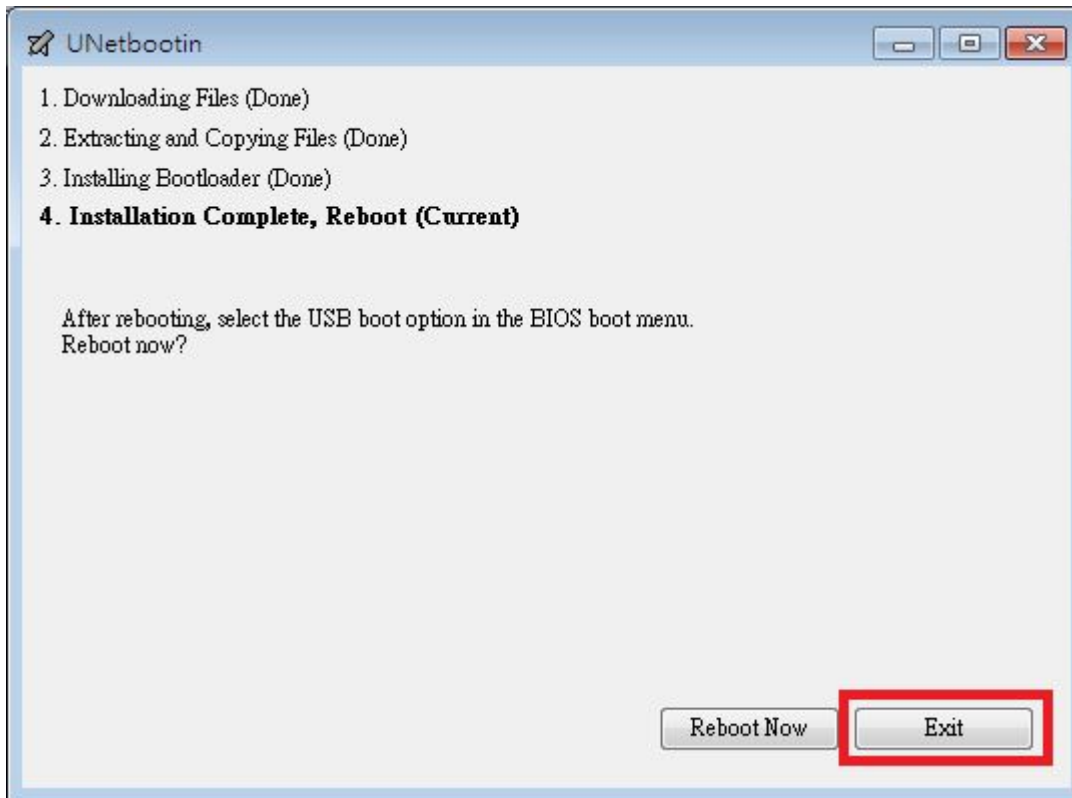 UNetbootin
1. Downloading Files (Done)
2. Extracting and Copying Files (Done)
3. Installing Bootloader (Done)
4. Installation Complete, Reboot (Current)
After rebooting, select the USB boot option in the BIOS boot menu.
Reboot now?
Reboot Now
Exit